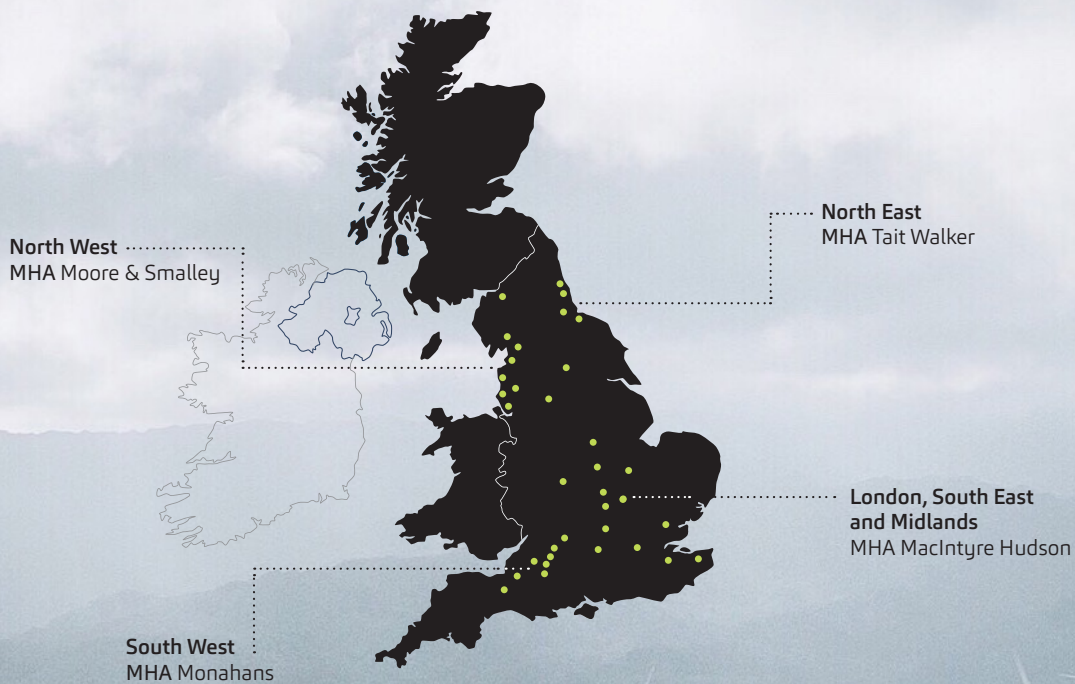 North East
MHA Tait Walker
North West
MHA Moore & Smalley
London, South East
and Midlands
MHA MacIntyre Hudson
South West
MHA Monahans